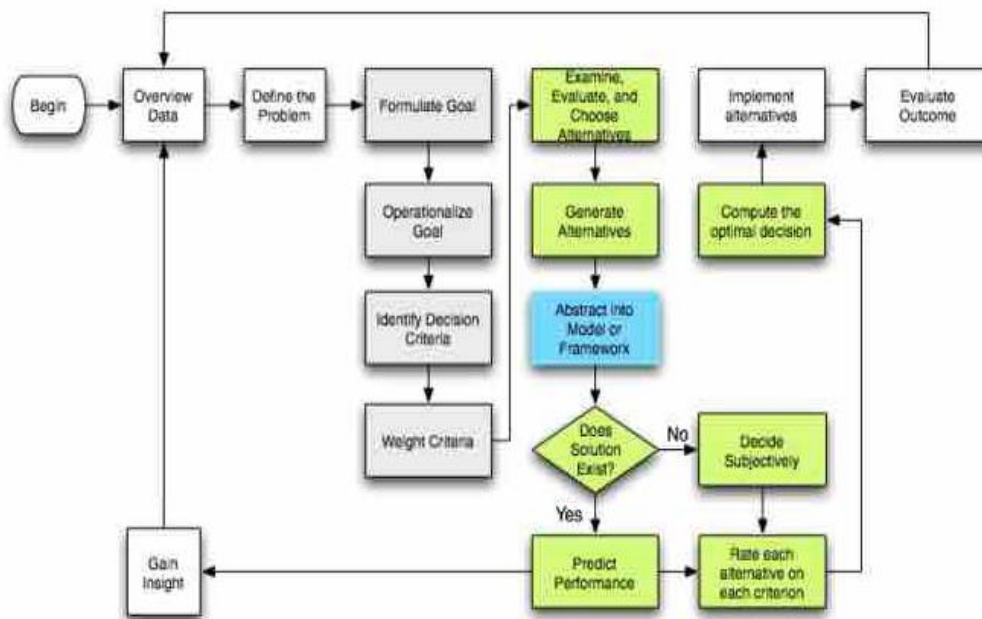 Begin
Overview
Data
Define the
Problem
Formulate Goal
Operationalize
Goal
Identify Decision
Criteria
Weight Criteria
Examine,
Evaluate, and
Choose
Alternatives
Generate
Alternatives
Abstract into
Model or
Frameworx
Does
Solution
Exist?
No
Yes
Decide
Subjectively
Predict
Performance
Rate each
alternative on
each criterion
Gain
Insight
Compute the
optimal decision
Implement
alternatives
Evaluate
Outcome